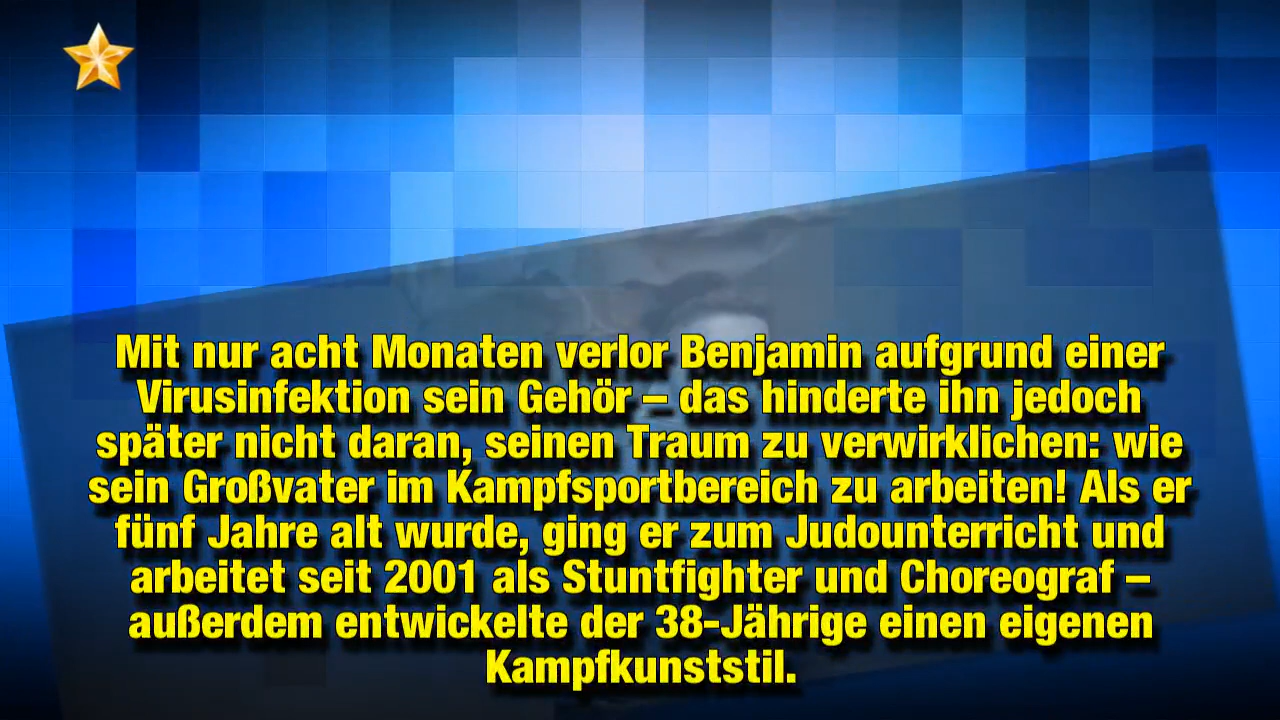 Mit nur acht Monaten verlor Benjamin aufgrund einer
Virusinfektion sein Gehör – das hinderte ihn jedoch
später nicht daran, seinen Traum zu verwirklichen: wie
sein Großvater im Kampfsportbereich zu arbeiten! Als er
fünf Jahre alt wurde, ging er zum Judounterricht und
arbeitet seit 2001 als Stuntfighter und Choreograf –
außerdem entwickelte der 38-Jährige einen eigenen
Kampfkunststil.